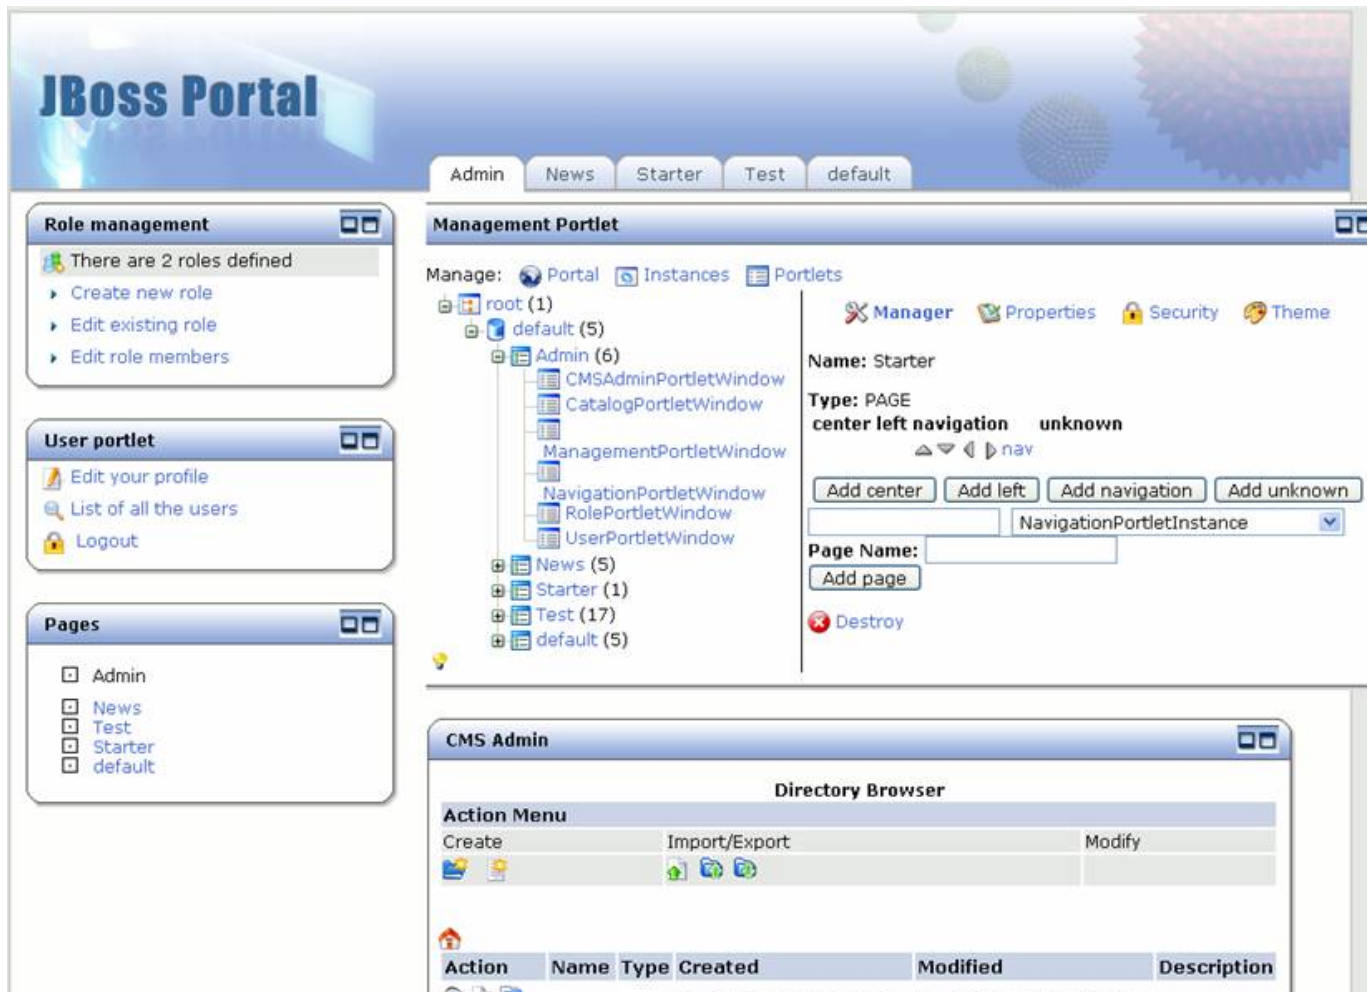 JBoss Portal
Admin News Starter Test default
Role management
There are 2 roles defined
Create new role
Edit existing role
Edit role members
User portlet
Edit your profile
List of all the users
Logout
Pages
Admin
News
Test
Starter
default
Management Portlet
Manage: Portal Instances Portlets
root (1)
default (5)
Admin (6)
CMSAdminPortletWindow
CatalogPortletWindow
ManagementPortletWindow
NavigationPortletWindow
RolePortletWindow
UserPortletWindow
News (5)
Starter (1)
Test (17)
default (5)
Manager Properties Security Theme
Name: Starter
Type: PAGE
center left navigation unknown
nav
Add center Add left Add navigation Add unknown
NavigationPortletInstance
Page Name:
Add page
Destroy
CMS Admin
Directory Browser
Action Menu
Create Import/Export Modify
Action Name Type Created Modified Description